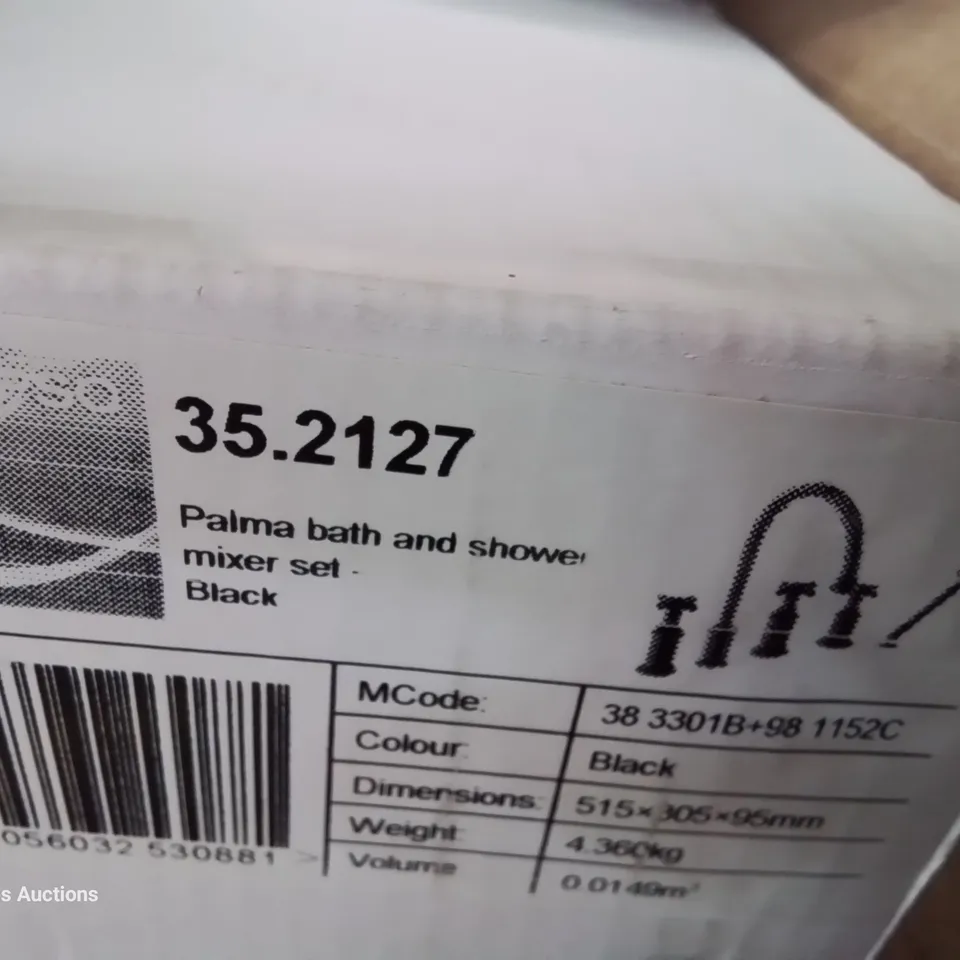 35.2127
Palma bath and shower
mixer set -
Black
MCode: 38 3301B+98 1152C
Colour: Black
Dimensions: 515×305×95mm
Weight: 4.360kg
Volume 0.0149m³
056032 530881 >
s Auctions